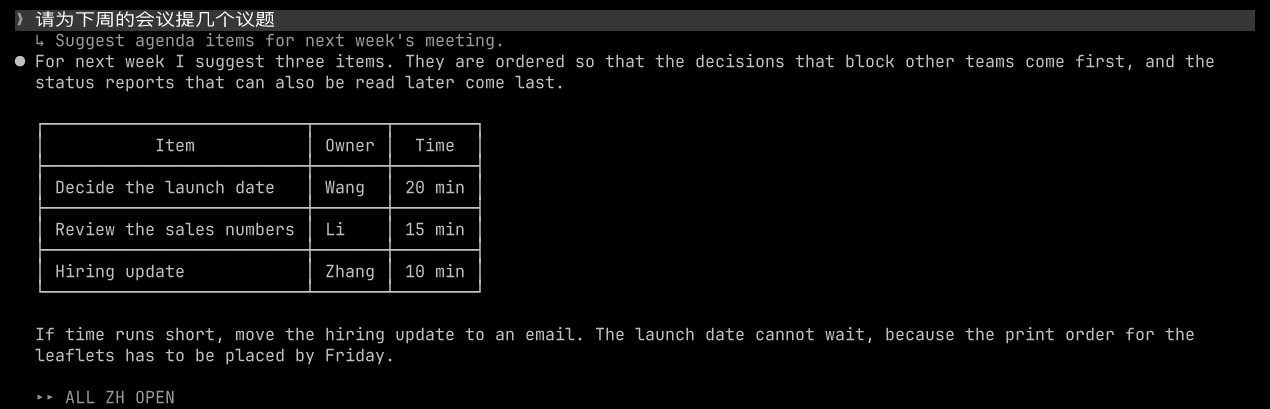 ❯ 请为下周的会议提几个议题
↳ Suggest agenda items for next week's meeting.
● For next week I suggest three items. They are ordered so that the decisions that block other teams come first, and the
status reports that can also be read later come last.
Item Owner Time
Decide the launch date Wang 20 min
Review the sales numbers Li 15 min
Hiring update Zhang 10 min
If time runs short, move the hiring update to an email. The launch date cannot wait, because the print order for the
leaflets has to be placed by Friday.
▸▸ ALL ZH OPEN